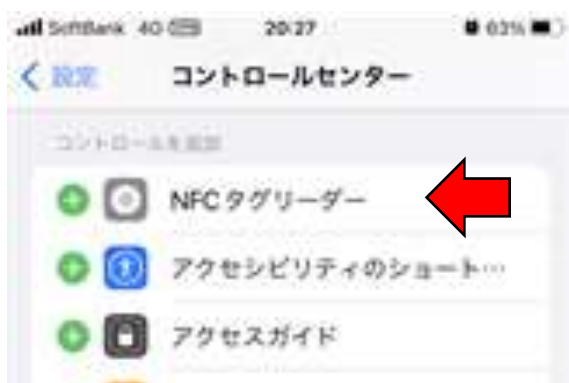 SoftBank 4G 20:27 63%
設定 コントロールセンター
コントロールを追加
NFCタグリーダー
アクセシビリティのショート…
アクセスガイド